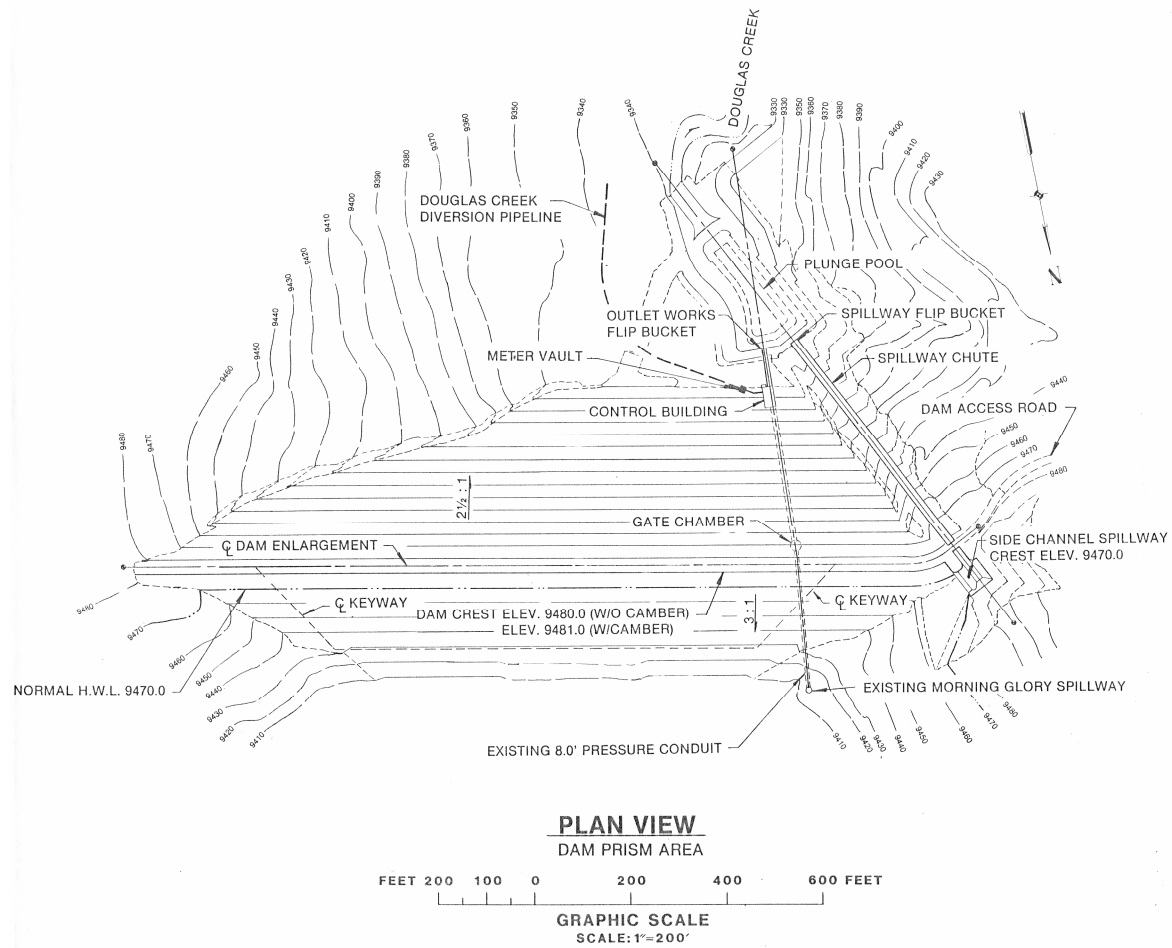 DOUGLAS CREEK
9330
9330
9350
9360
9370
9380
9390
9400
9410
9420
9430
9340
9340
9350
9360
9370
9380
9390
9400
9410
9420
9430
9440
9450
9460
9470
9480
N
DOUGLAS CREEK
DIVERSION PIPELINE
PLUNGE POOL
OUTLET WORKS
FLIP BUCKET
SPILLWAY FLIP BUCKET
METER VAULT
SPILLWAY CHUTE
CONTROL BUILDING
DAM ACCESS ROAD
9440
9450
9460
9470
9480
2½ : 1
GATE CHAMBER
SIDE CHANNEL SPILLWAY
CREST ELEV. 9470.0
℄ DAM ENLARGEMENT
℄ KEYWAY
DAM CREST ELEV. 9480.0 (W/O CAMBER)
ELEV. 9481.0 (W/CAMBER)
3 : 1
℄ KEYWAY
9480
9470
9460
9450
9440
9430
9420
9410
NORMAL H.W.L. 9470.0
EXISTING MORNING GLORY SPILLWAY
9410
9420
9430
9440
9450
9460
9470
9480
EXISTING 8.0' PRESSURE CONDUIT
PLAN VIEW
DAM PRISM AREA
FEET 200 100 0 200 400 600 FEET
GRAPHIC SCALE
SCALE: 1"=200'